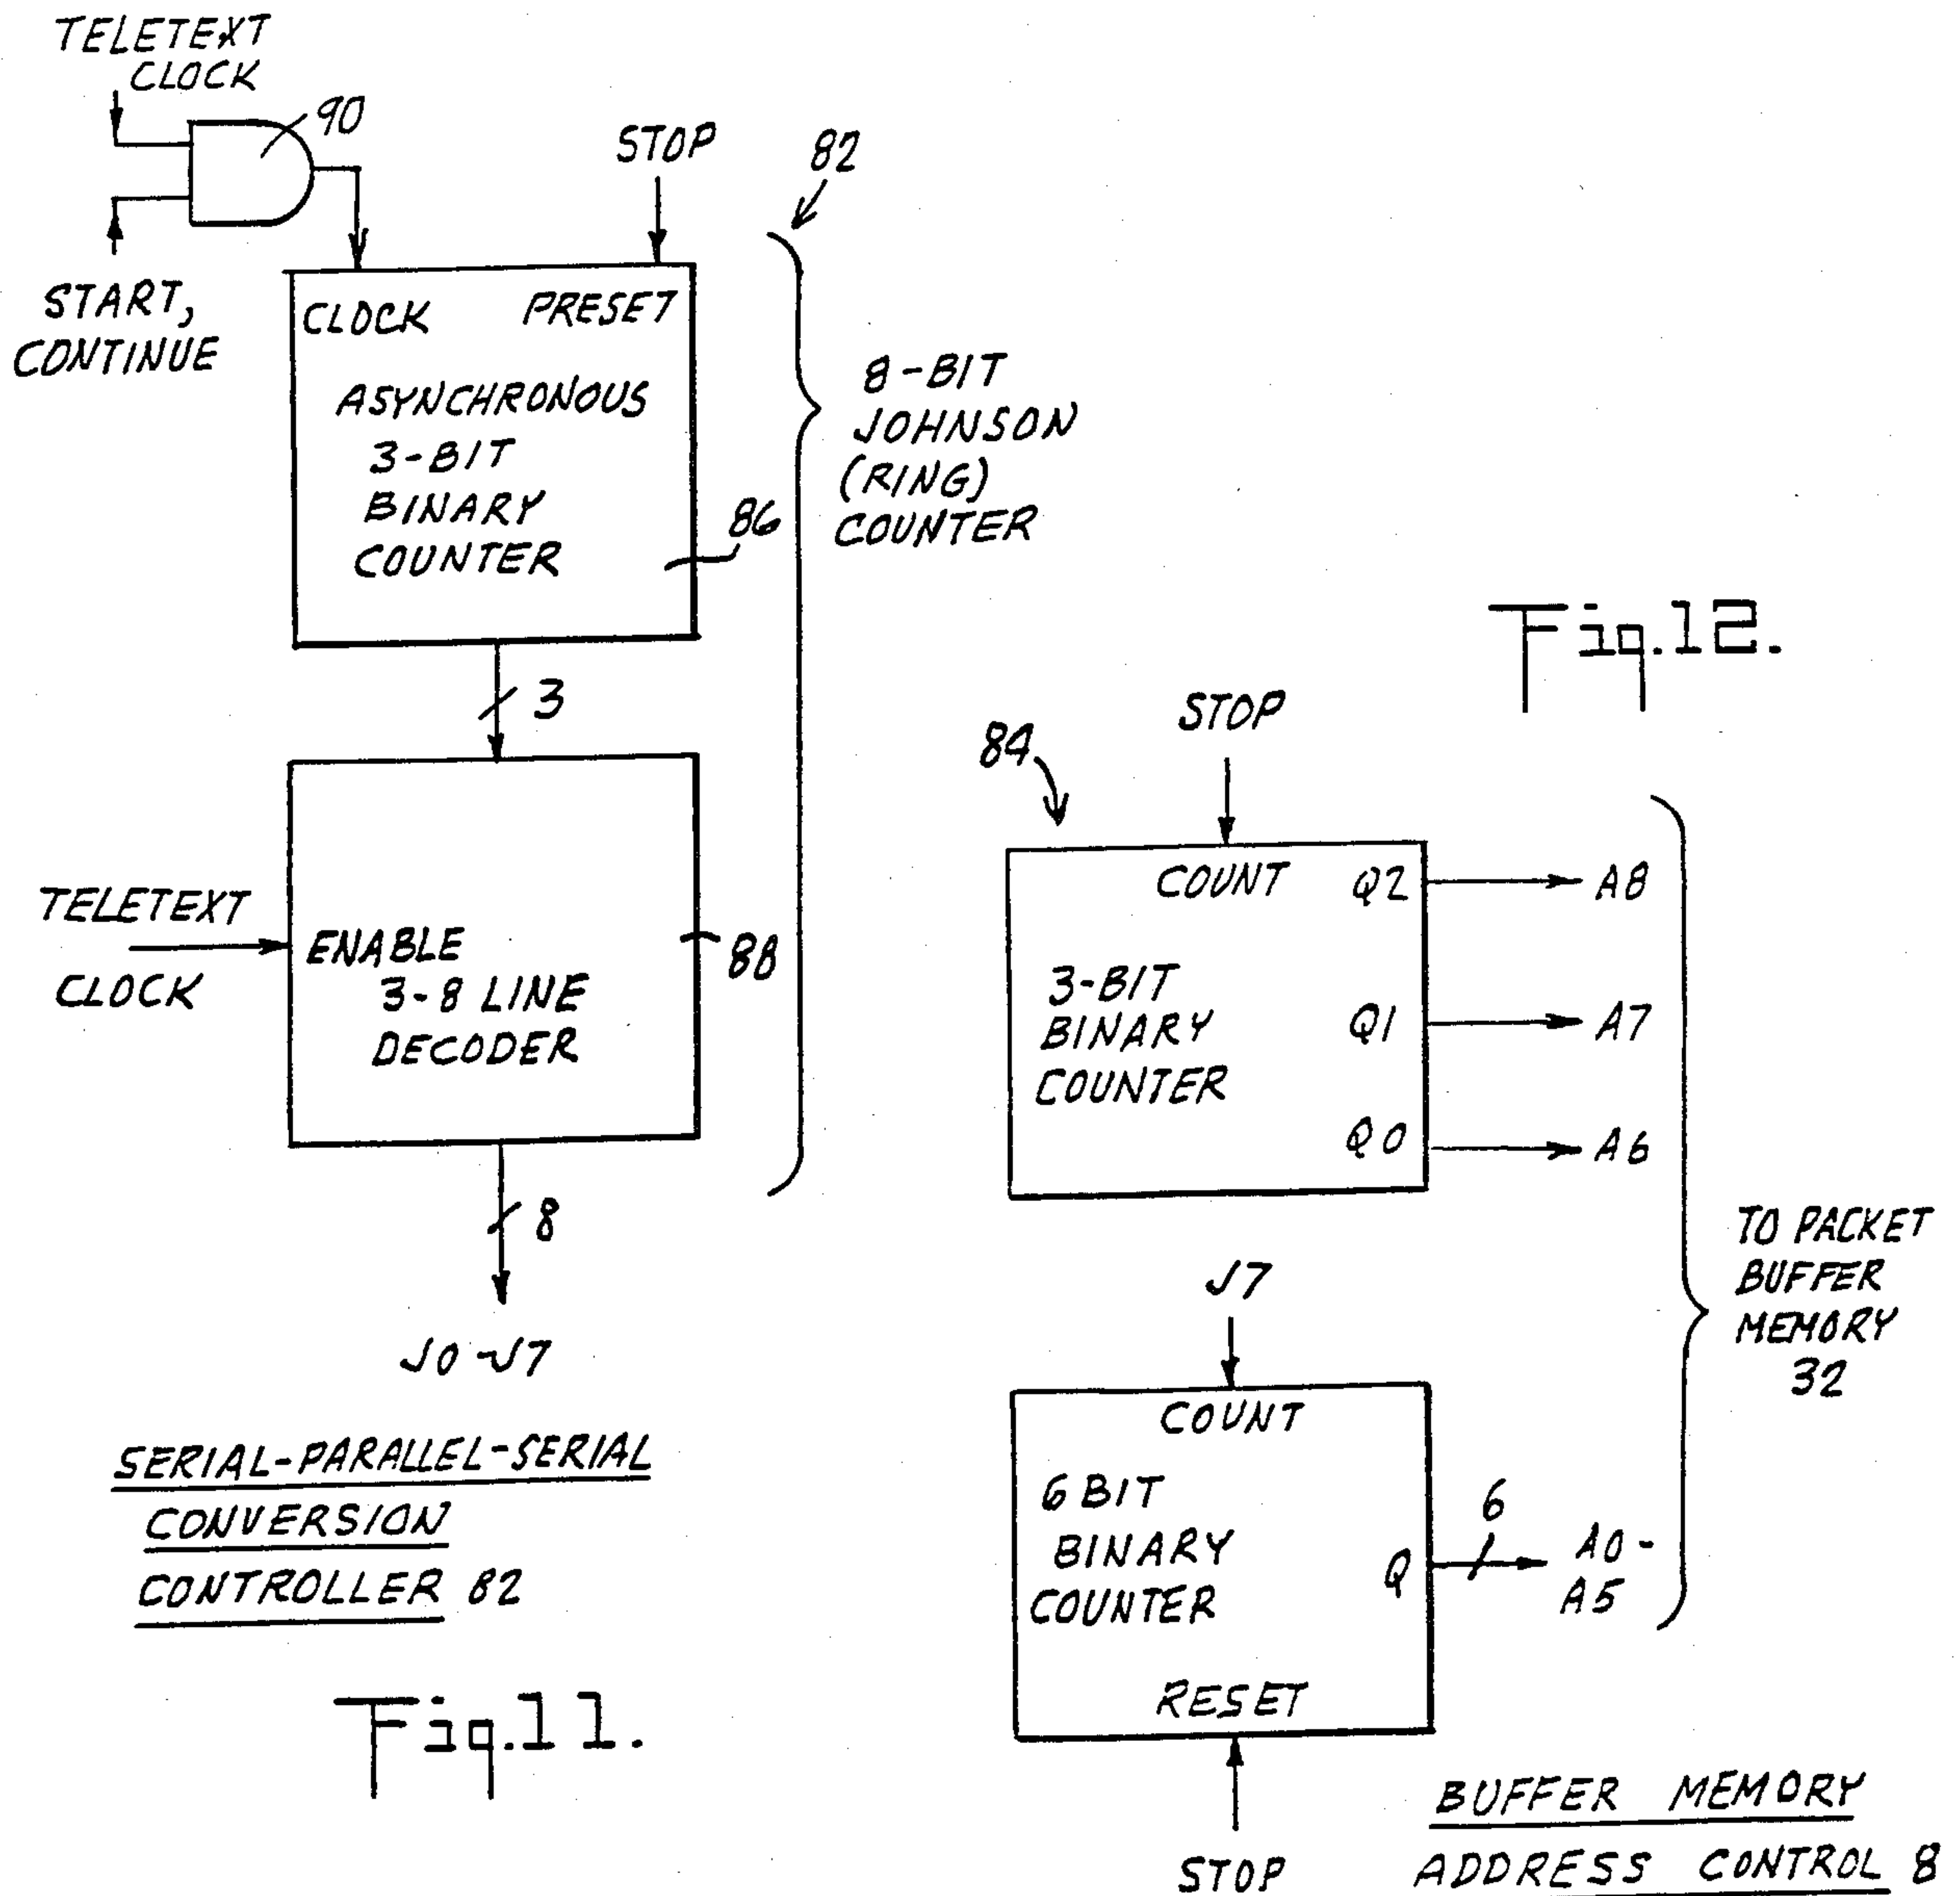 TELETEXT
CLOCK
90
START,
CONTINUE
STOP
82
CLOCK PRESET
ASYNCHRONOUS
3-BIT
BINARY
COUNTER
86
8-BIT
JOHNSON
(RING)
COUNTER
3
TELETEXT
CLOCK
ENABLE
3-8 LINE
DECODER
88
8
J0-J7
SERIAL-PARALLEL-SERIAL
CONVERSION
CONTROLLER 82
Fig.11.
Fig.12.
84
STOP
COUNT Q2 A8
3-BIT
BINARY
COUNTER
Q1 A7
Q0 A6
J7
COUNT
6 BIT
BINARY
COUNTER
Q
6
A0-
A5
RESET
STOP
TO PACKET
BUFFER
MEMORY
32
BUFFER MEMORY
ADDRESS CONTROL 8